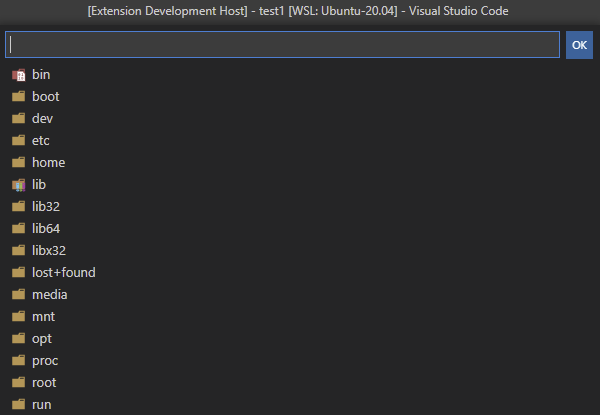 [Extension Development Host] - test1 [WSL: Ubuntu-20.04] - Visual Studio Code
OK
bin
boot
dev
etc
home
lib
lib32
lib64
libx32
lost+found
media
mnt
opt
proc
root
run